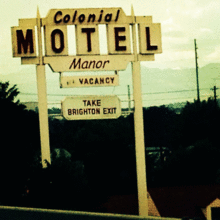 Colonial
MOTEL
Manor
VACANCY
TAKE
BRIGHTON EXIT